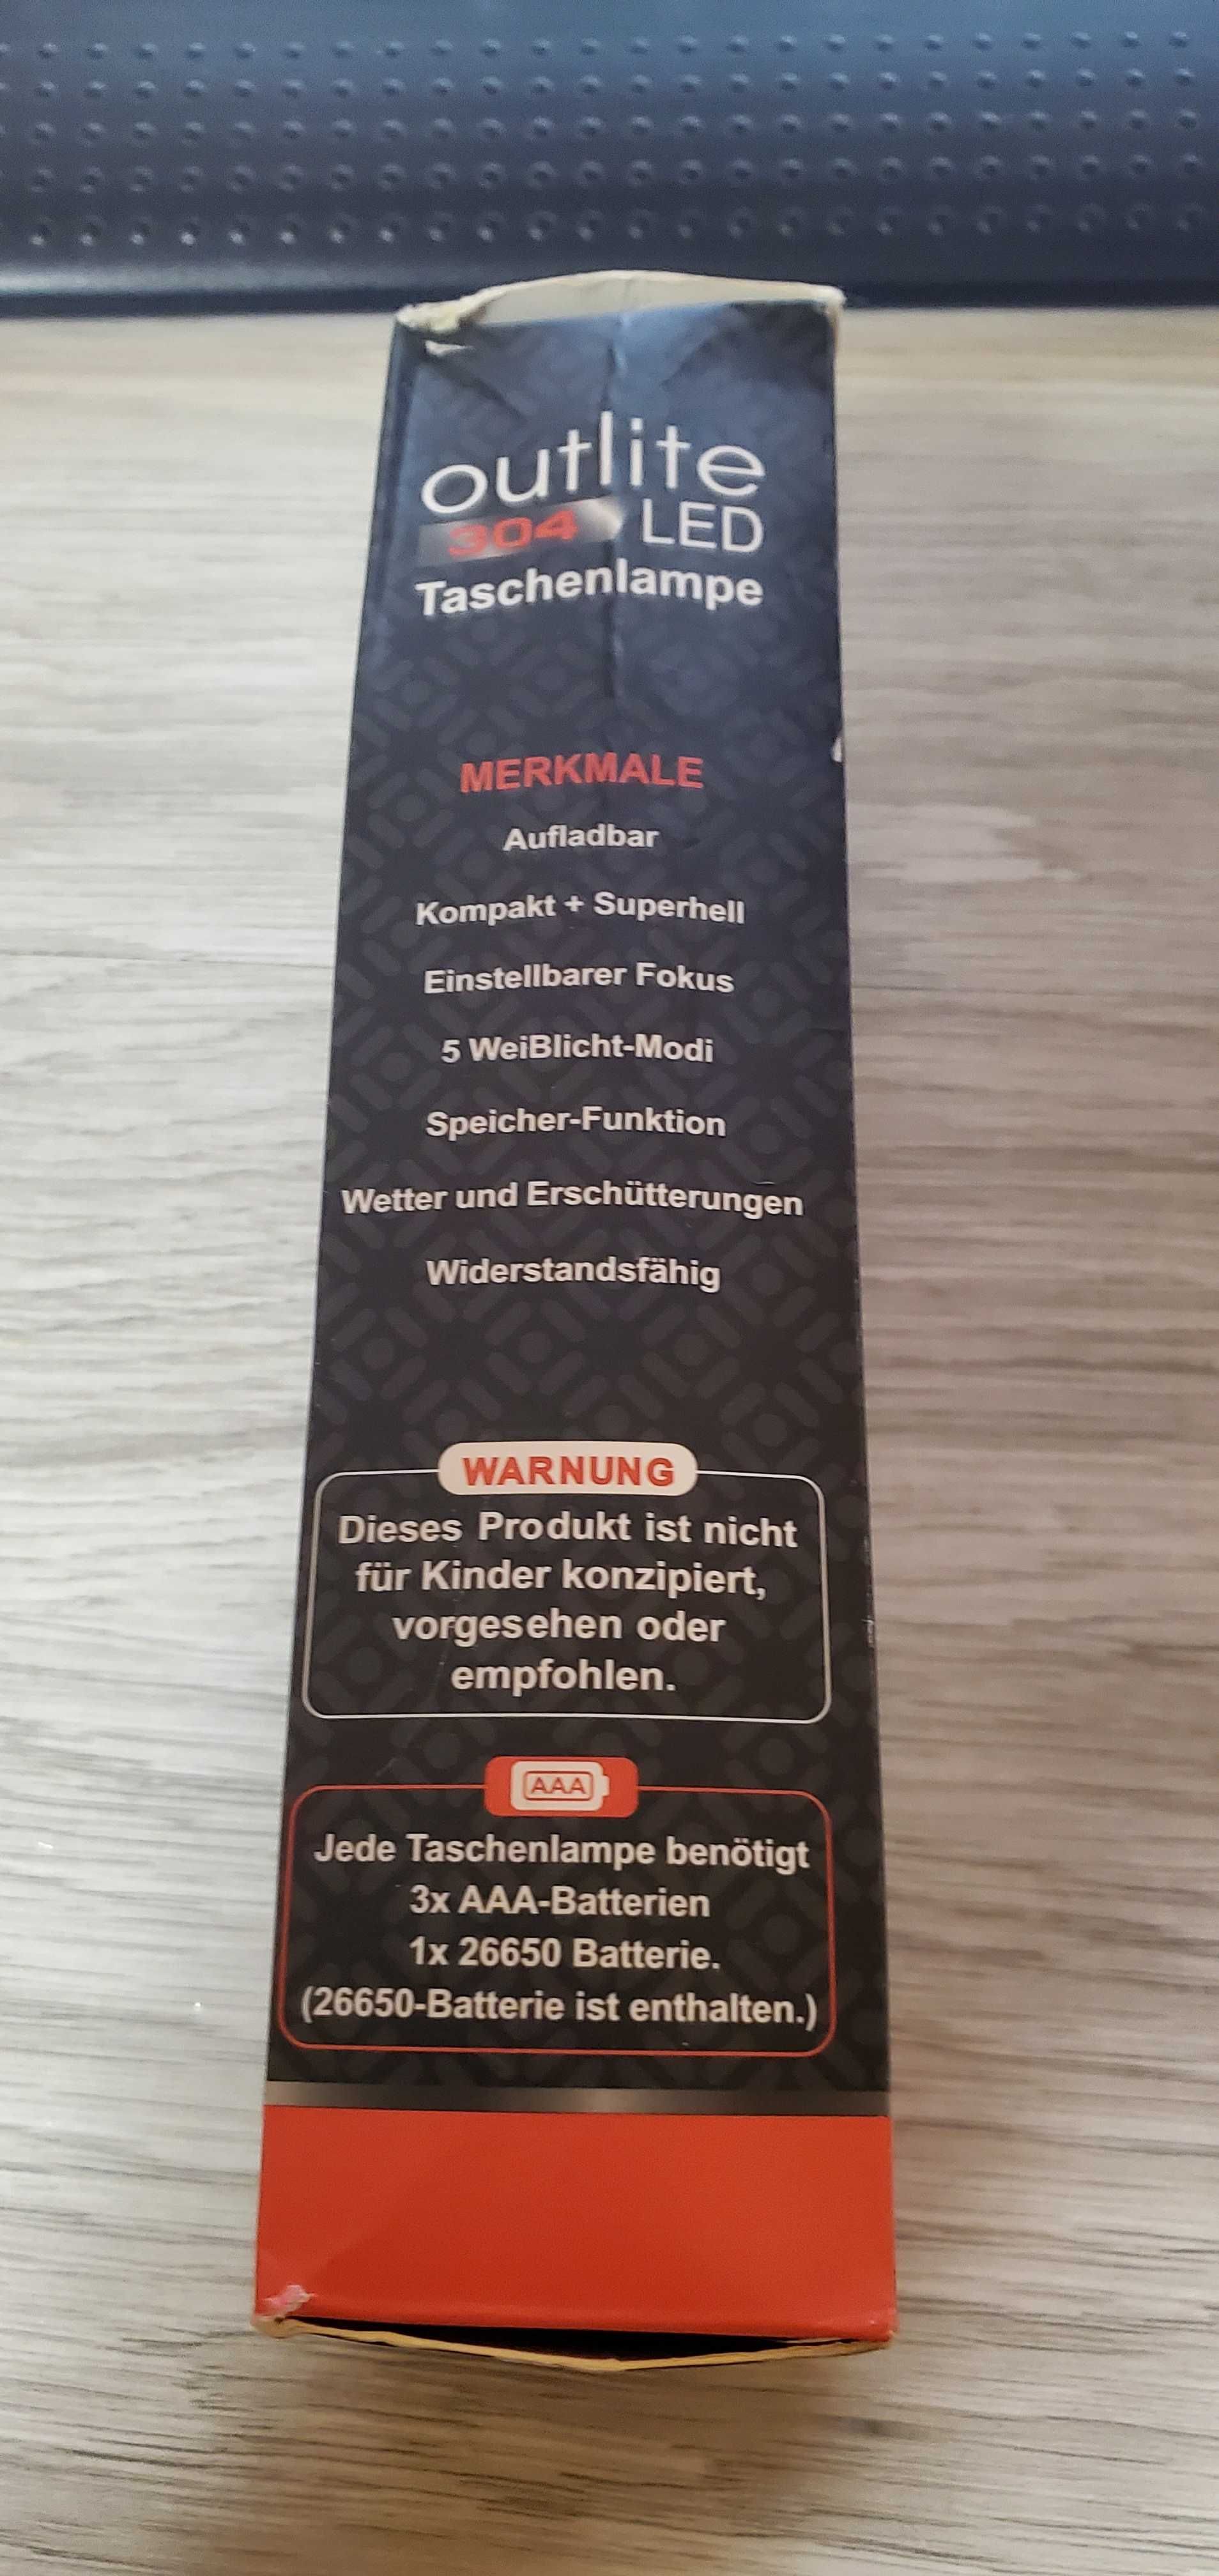 outlite
304 LED
Taschenlampe
MERKMALE
Aufladbar
Kompakt + Superhell
Einstellbarer Fokus
5 WeiBlicht-Modi
Speicher-Funktion
Wetter und Erschütterungen
Widerstandsfähig
WARNUNG
Dieses Produkt ist nicht
für Kinder konzipiert,
vorgesehen oder
empfohlen.
AAA
Jede Taschenlampe benötigt
3x AAA-Batterien
1x 26650 Batterie.
(26650-Batterie ist enthalten.)